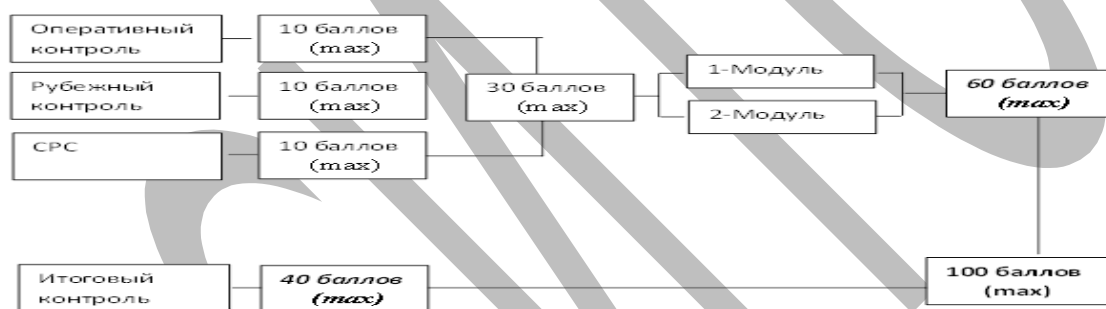 Оперативный
контроль
10 баллов
(max)
Рубежный
контроль
10 баллов
(max)
СРС
10 баллов
(max)
30 баллов
(max)
1-Модуль
2-Модуль
60 баллов
(max)
Итоговый
контроль
40 баллов
(max)
100 баллов
(max)